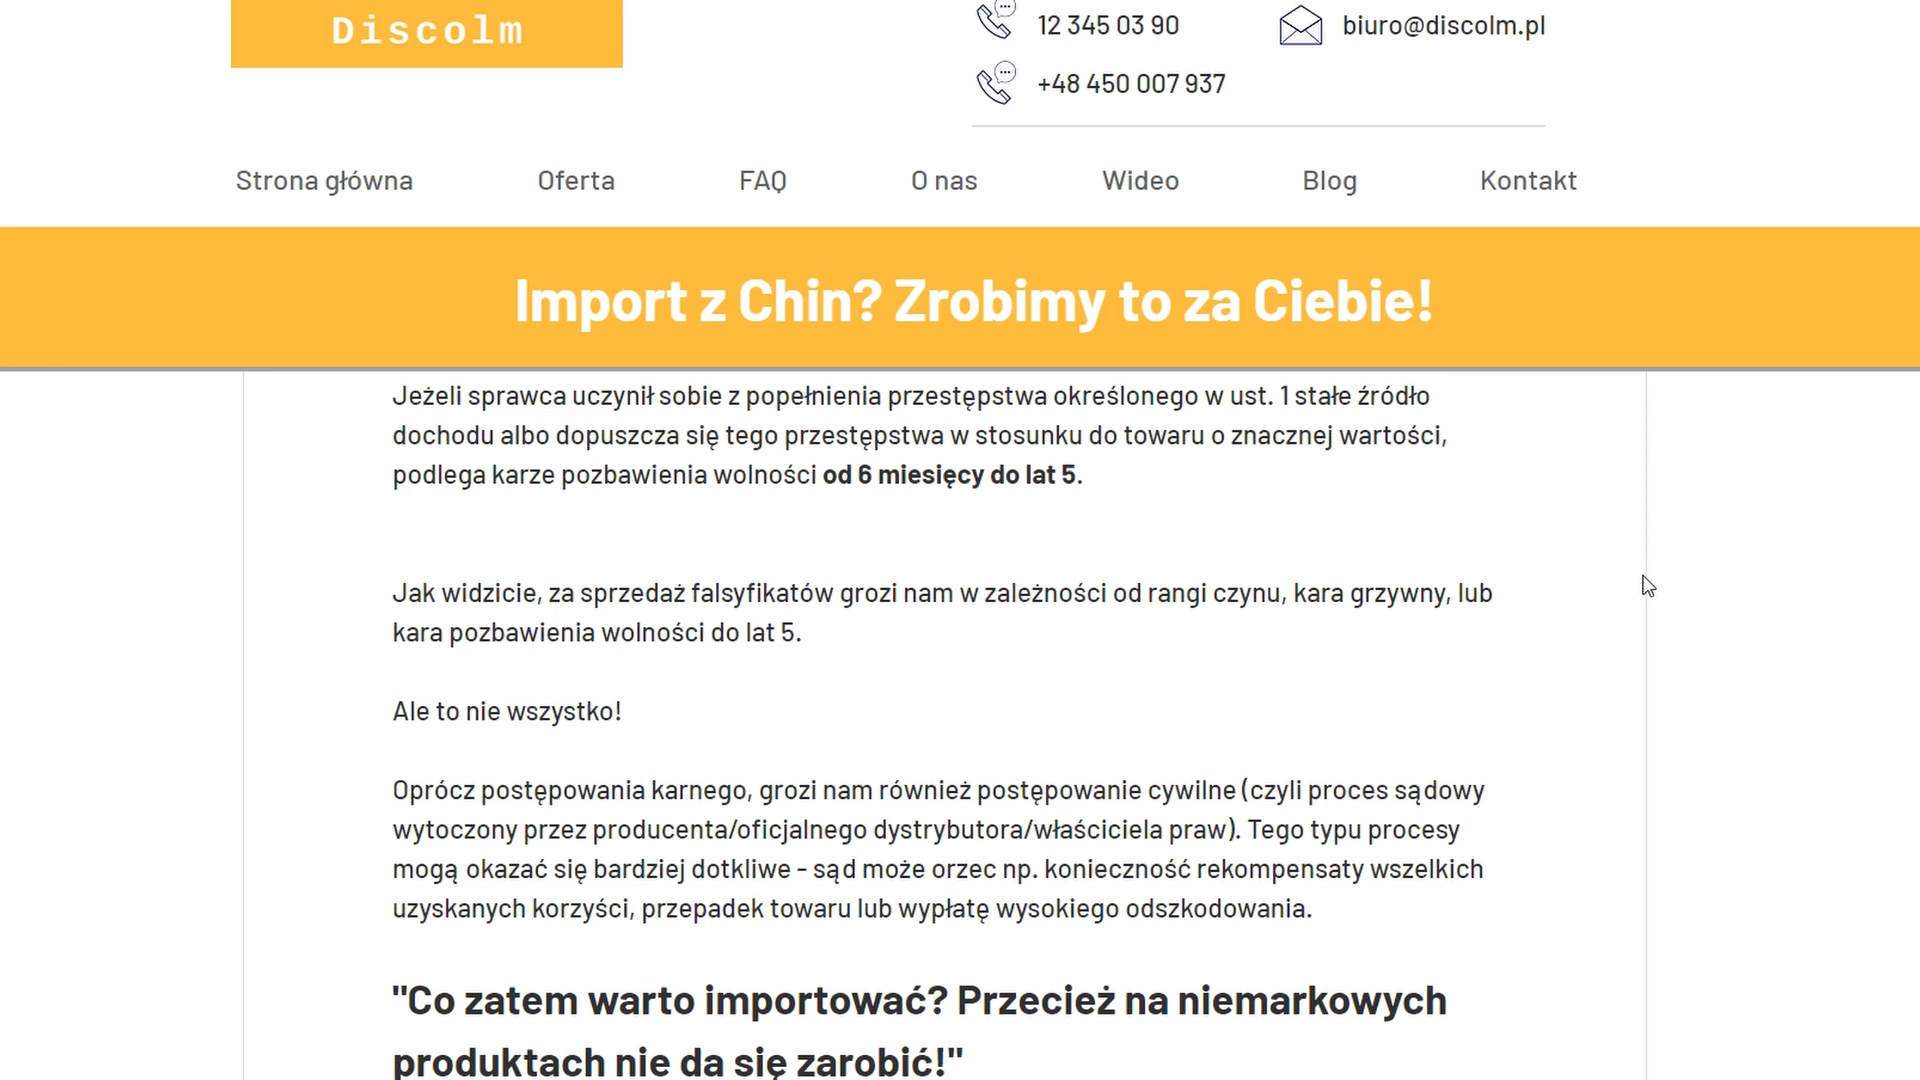 Discolm
12 345 03 90
biuro@discolm.pl
+48 450 007 937
Strona główna Oferta FAQ O nas Wideo Blog Kontakt
Import z Chin? Zrobimy to za Ciebie!
Jeżeli sprawca uczynił sobie z popełnienia przestępstwa określonego w ust. 1 stałe źródło
dochodu albo dopuszcza się tego przestępstwa w stosunku do towaru o znacznej wartości,
podlega karze pozbawienia wolności od 6 miesięcy do lat 5.
Jak widzicie, za sprzedaż falsyfikatów grozi nam w zależności od rangi czynu, kara grzywny, lub
kara pozbawienia wolności do lat 5.
Ale to nie wszystko!
Oprócz postępowania karnego, grozi nam również postępowanie cywilne (czyli proces sądowy
wytoczony przez producenta/oficjalnego dystrybutora/właściciela praw). Tego typu procesy
mogą okazać się bardziej dotkliwe - sąd może orzec np. konieczność rekompensaty wszelkich
uzyskanych korzyści, przepadek towaru lub wypłatę wysokiego odszkodowania.
"Co zatem warto importować? Przecież na niemarkowych
produktach nie da się zarobić!"